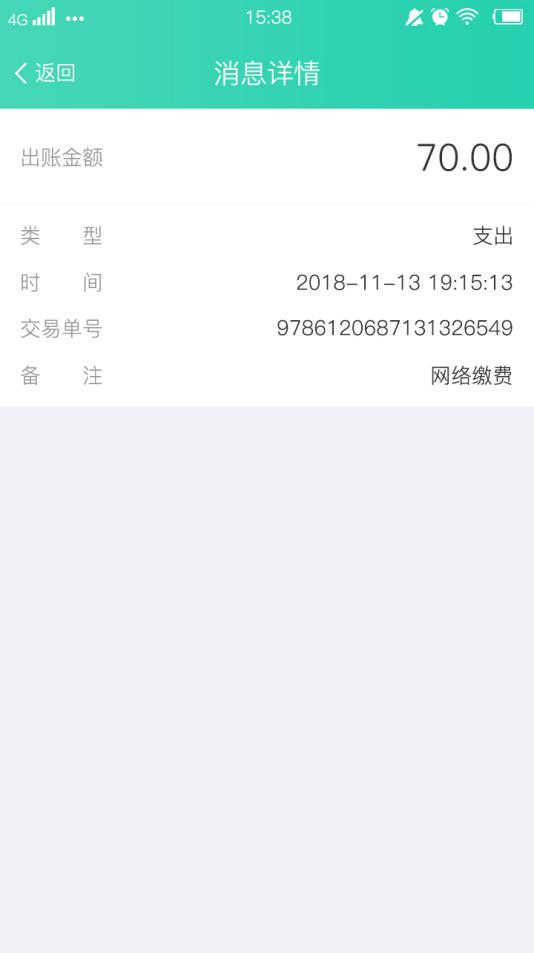 4G 15:38
返回 消息详情
出账金额 70.00
类 型 支出
时 间 2018-11-13 19:15:13
交易单号 9786120687131326549
备 注 网络缴费